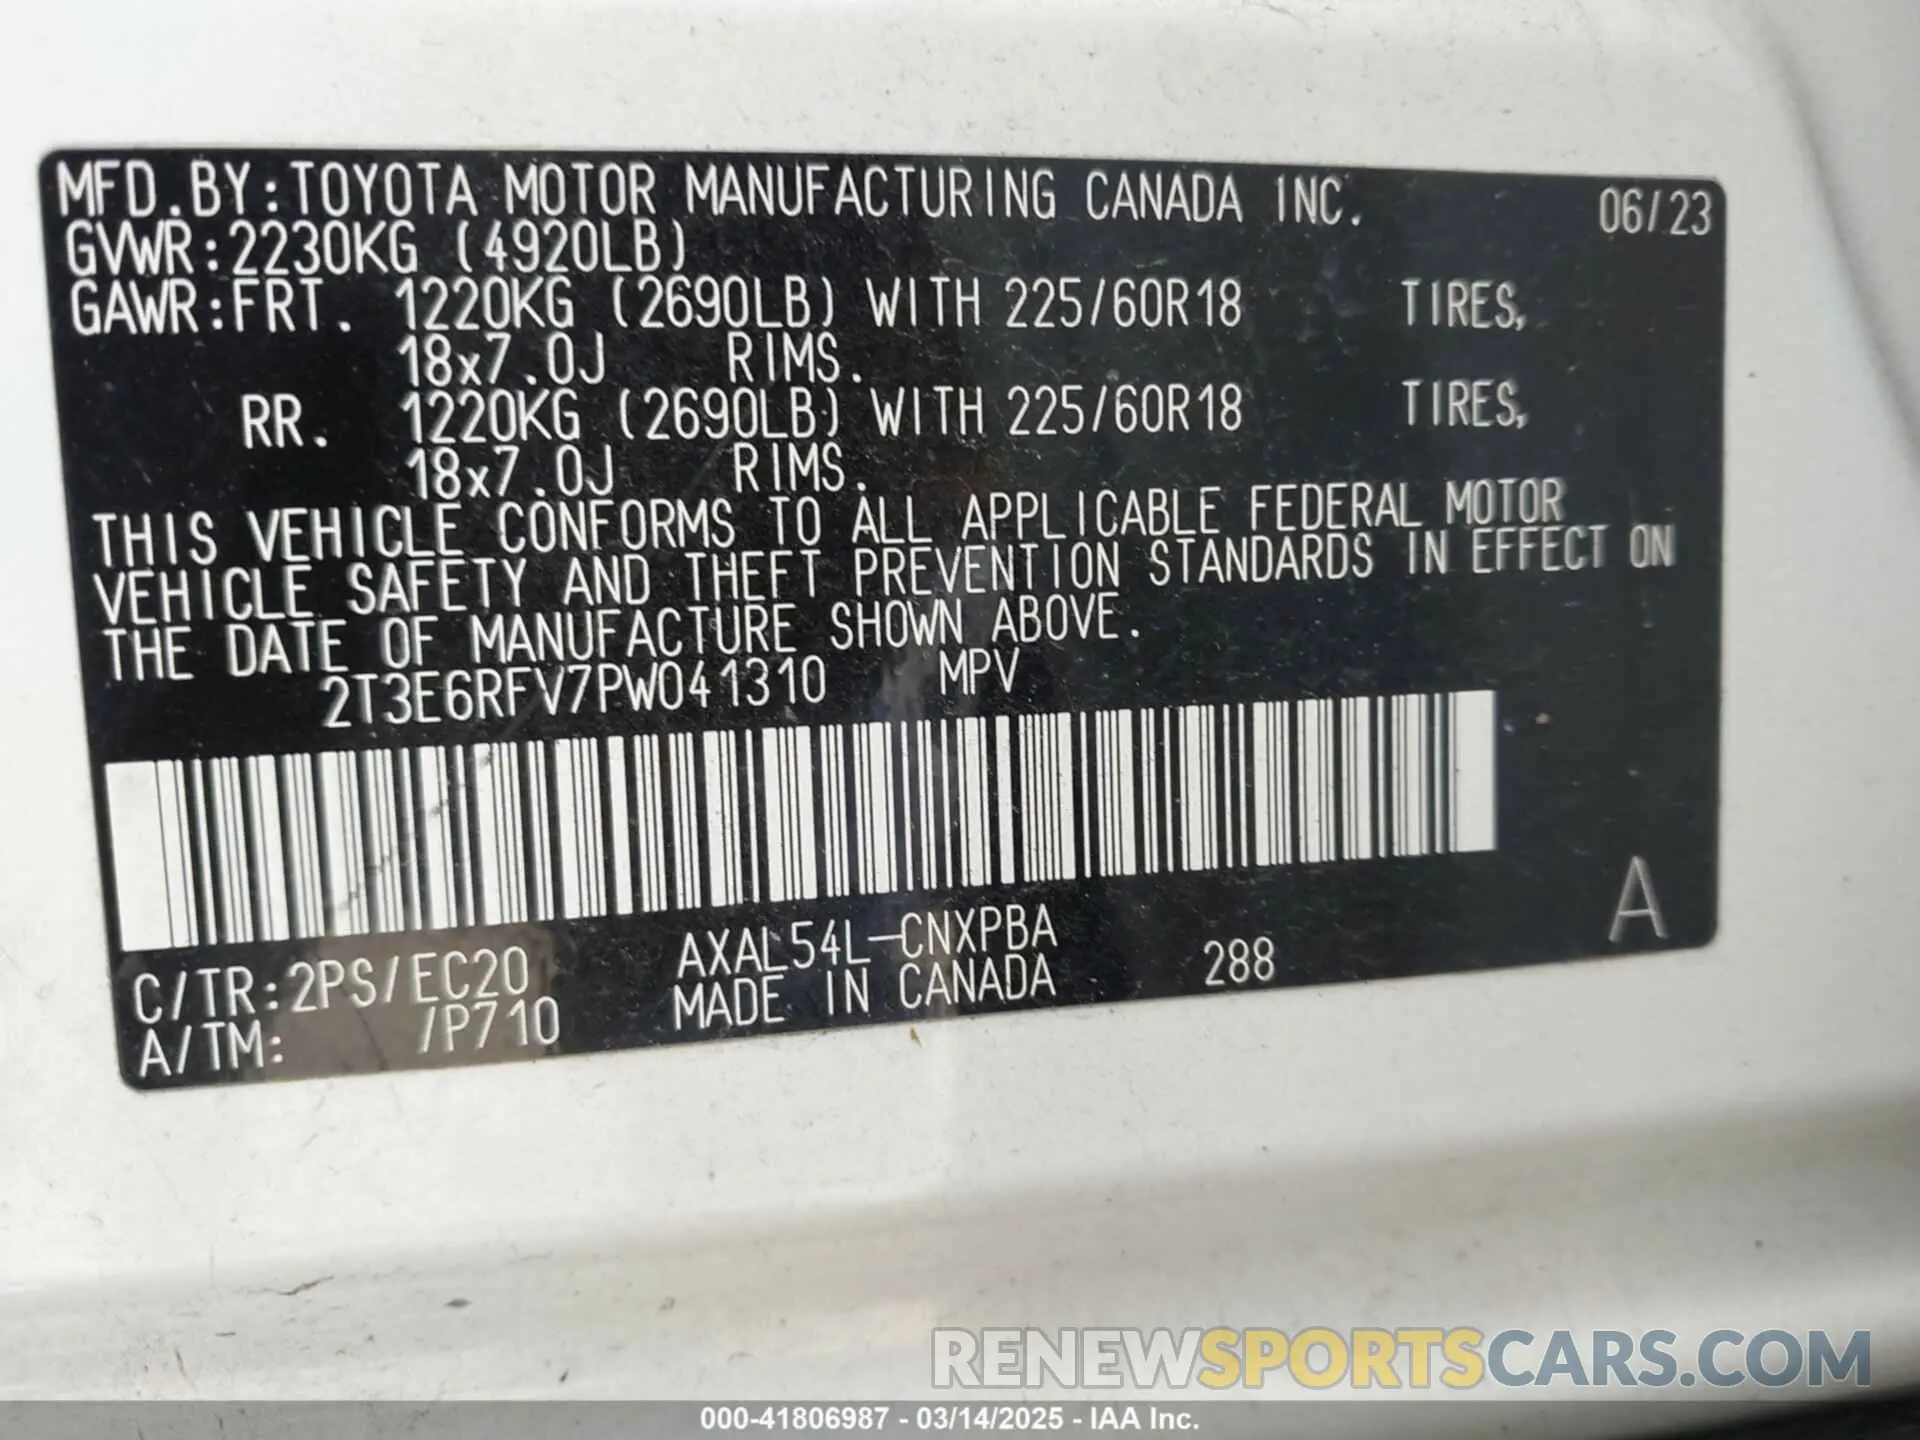 MFD.BY:TOYOTA MOTOR MANUFACTURING CANADA INC. 06/23
GVWR:2230KG (4920LB)
GAWR:FRT. 1220KG (2690LB) WITH 225/60R18 TIRES,
18x7.0J RIMS.
RR. 1220KG (2690LB) WITH 225/60R18 TIRES,
18x7.0J RIMS.
THIS VEHICLE CONFORMS TO ALL APPLICABLE FEDERAL MOTOR
VEHICLE SAFETY AND THEFT PREVENTION STANDARDS IN EFFECT ON
THE DATE OF MANUFACTURE SHOWN ABOVE.
2T3E6RFV7PW041310 MPV
C/TR:2PS/EC20 AXAL54L-CNXPBA 288 A
A/TM: /P710 MADE IN CANADA
RENEWSPORTSCARS.COM
000-41806987 - 03/14/2025 - IAA Inc.